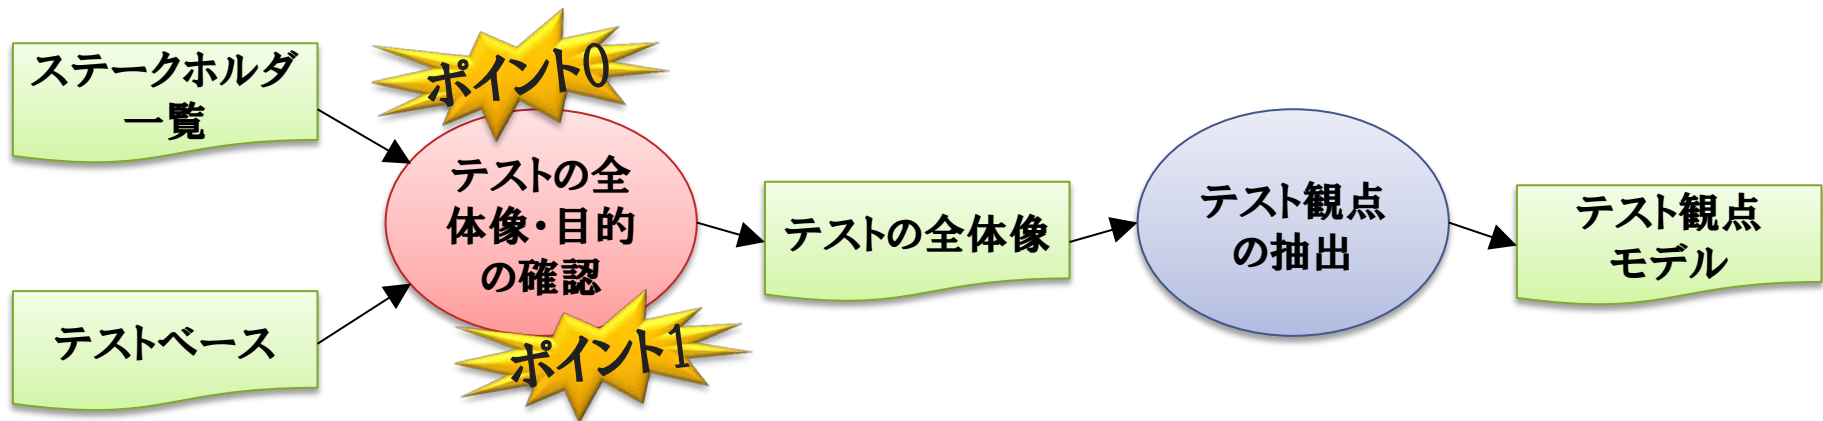 ステークホルダ
一覧
テストベース
ポイント0
テストの全
体像・目的
の確認
ポイント1
テストの全体像
テスト観点
の抽出
テスト観点
モデル